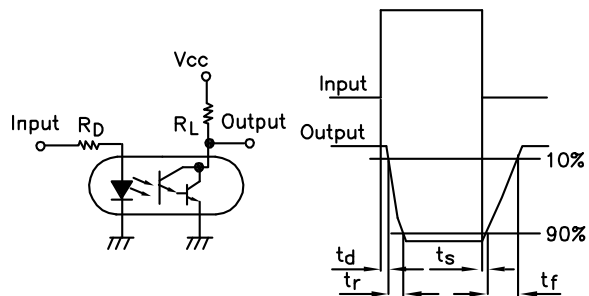 Vcc
Input RD
RL Output
Input
Output
10%
90%
td ts
tr tf